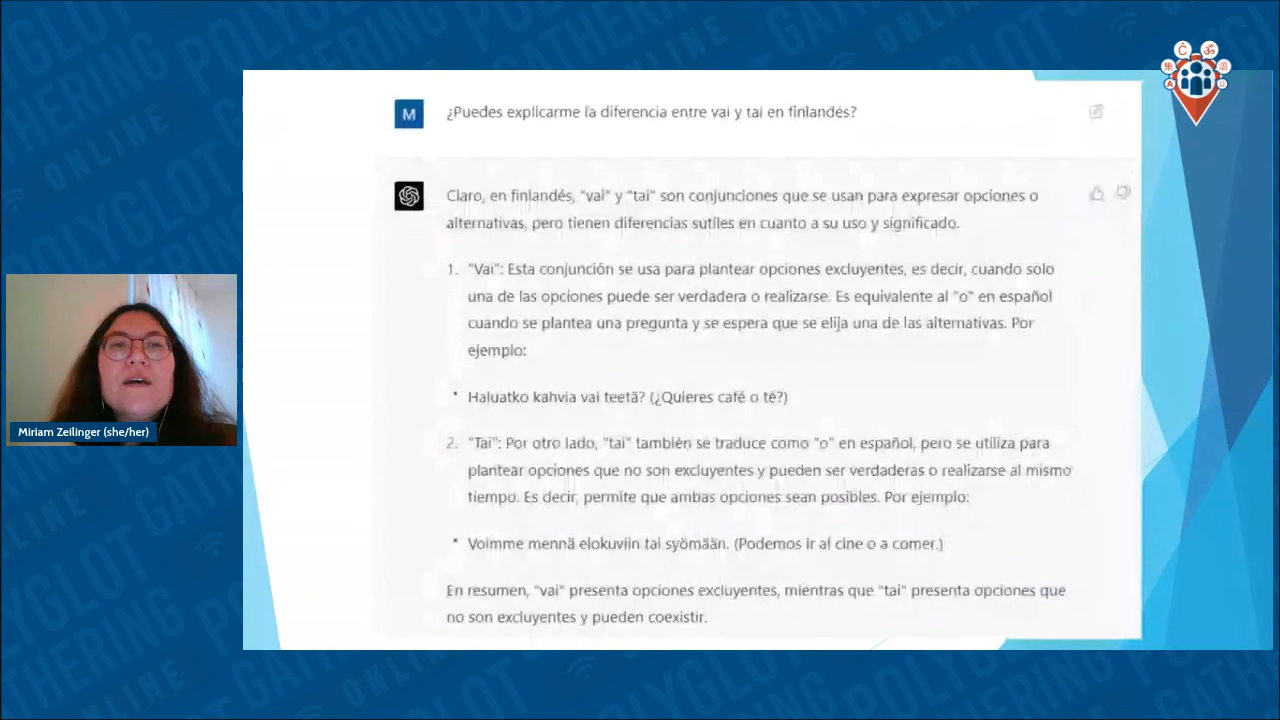 POLYGLOT GATHERING ONLINE
¿Puedes explicarme la diferencia entre vai y tai en finlandés?
M
Claro, en finlandés, "vai" y "tai" son conjunciones que se usan para expresar opciones o
alternativas, pero tienen diferencias sutiles en cuanto a su uso y significado.
1. "Vai": Esta conjunción se usa para plantear opciones excluyentes, es decir, cuando solo
una de las opciones puede ser verdadera o realizarse. Es equivalente al "o" en español
cuando se plantea una pregunta y se espera que se elija una de las alternativas. Por
ejemplo:
• Haluatko kahvia vai teetä? (¿Quieres café o té?)
2. "Tai": Por otro lado, "tai" también se traduce como "o" en español, pero se utiliza para
plantear opciones que no son excluyentes y pueden ser verdaderas o realizarse al mismo
tiempo. Es decir, permite que ambas opciones sean posibles. Por ejemplo:
• Voimme mennä elokuviin tai syömään. (Podemos ir al cine o a comer.)
En resumen, "vai" presenta opciones excluyentes, mientras que "tai" presenta opciones que
no son excluyentes y pueden coexistir.
Miriam Zeilinger (she/her)